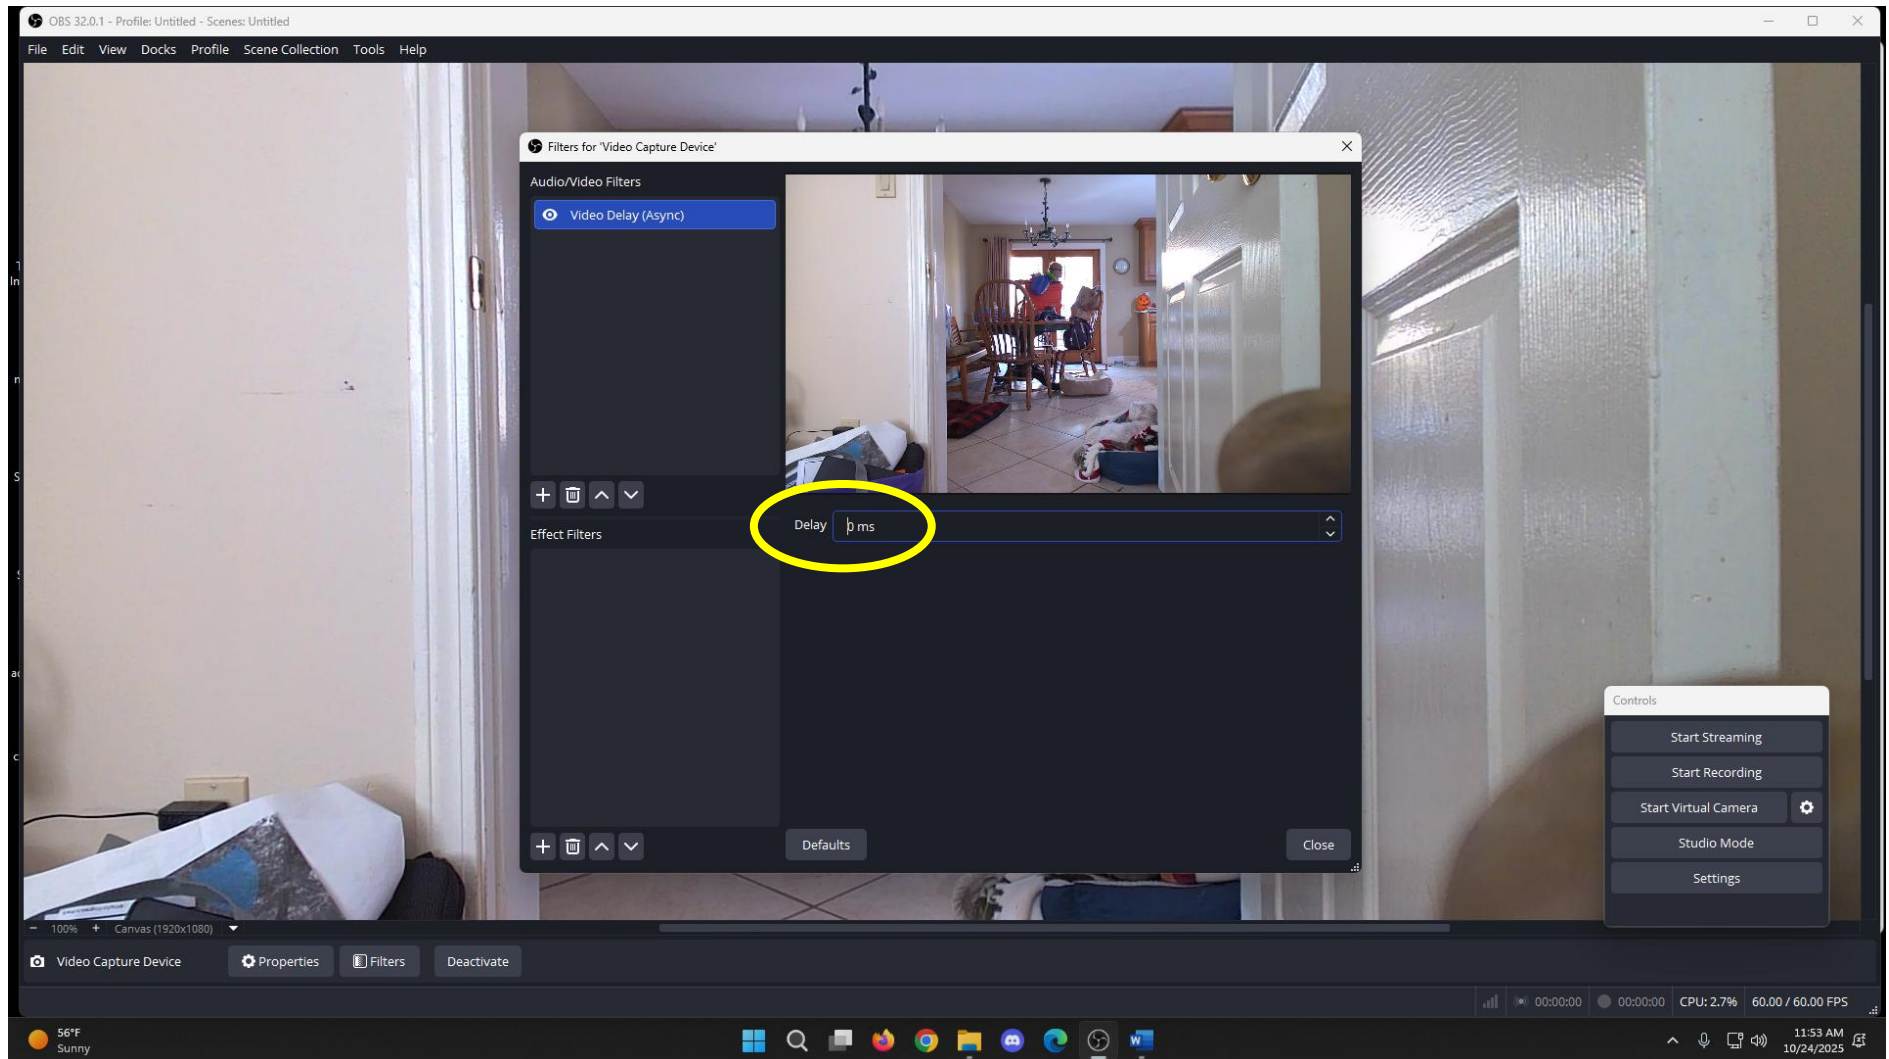 OBS 32.0.1 - Profile: Untitled - Scenes: Untitled
File Edit View Docks Profile Scene Collection Tools Help
Filters for 'Video Capture Device'
Audio/Video Filters
Video Delay (Async)
Delay 0 ms
Effect Filters
Defaults
Close
Controls
Start Streaming
Start Recording
Start Virtual Camera
Studio Mode
Settings
100% Canvas (1920x1080)
Video Capture Device Properties Filters Deactivate
00:00:00 00:00:00 CPU: 2.7% 60.00 / 60.00 FPS
56°F
Sunny
11:53 AM
10/24/2025